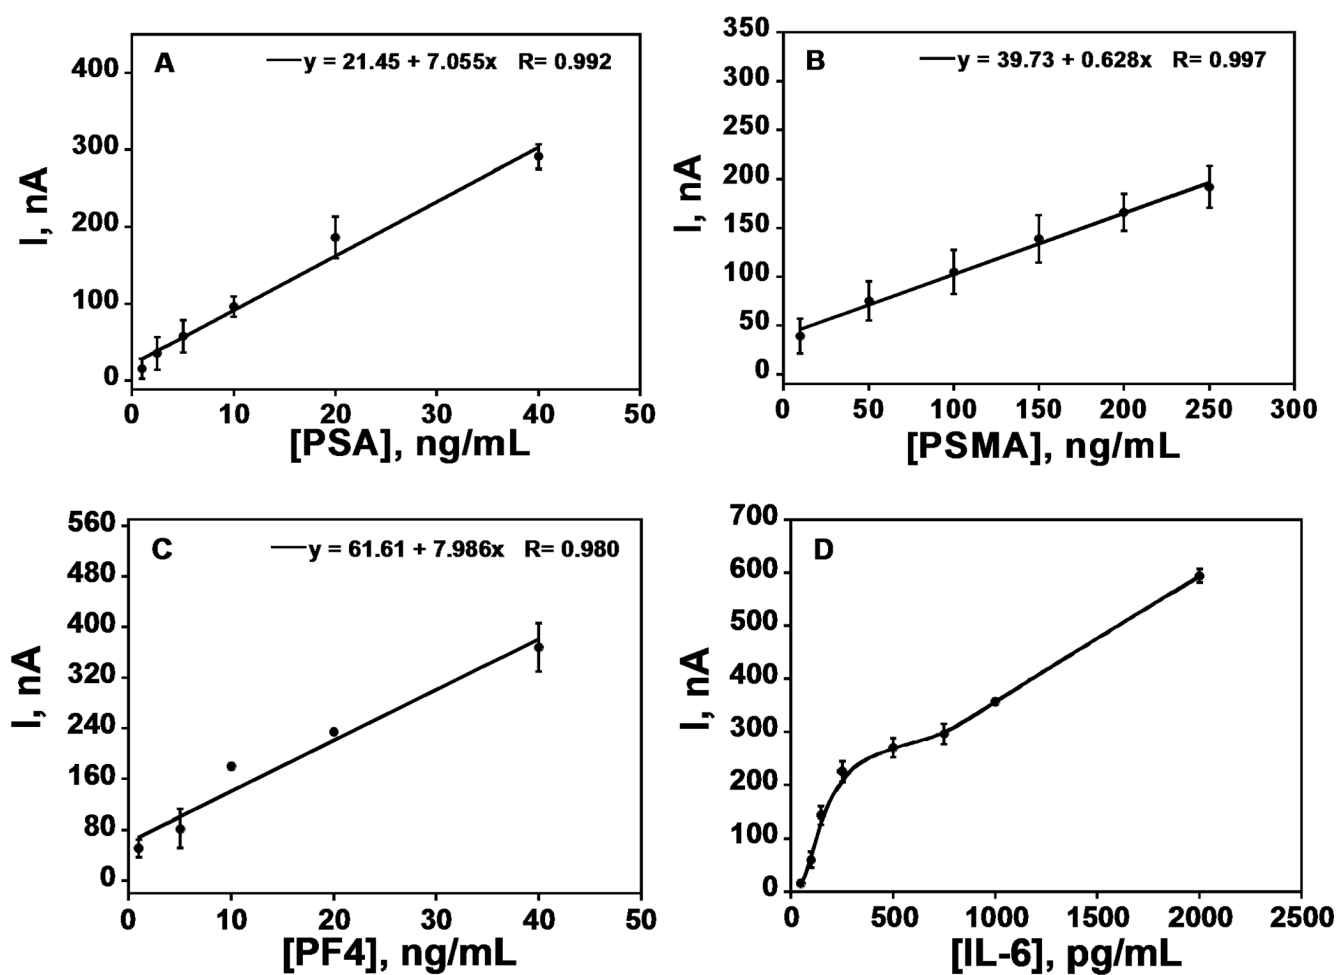 A
y = 21.45 + 7.055x R= 0.992
400
300
200
100
0
I, nA
0 10 20 30 40 50
[PSA], ng/mL
B
y = 39.73 + 0.628x R= 0.997
350
300
250
200
150
100
50
0
I, nA
0 50 100 150 200 250 300
[PSMA], ng/mL
C
y = 61.61 + 7.986x R= 0.980
560
480
400
320
240
160
80
0
I, nA
0 10 20 30 40 50
[PF4], ng/mL
D
700
600
500
400
300
200
100
0
I, nA
0 500 1000 1500 2000 2500
[IL-6], pg/mL